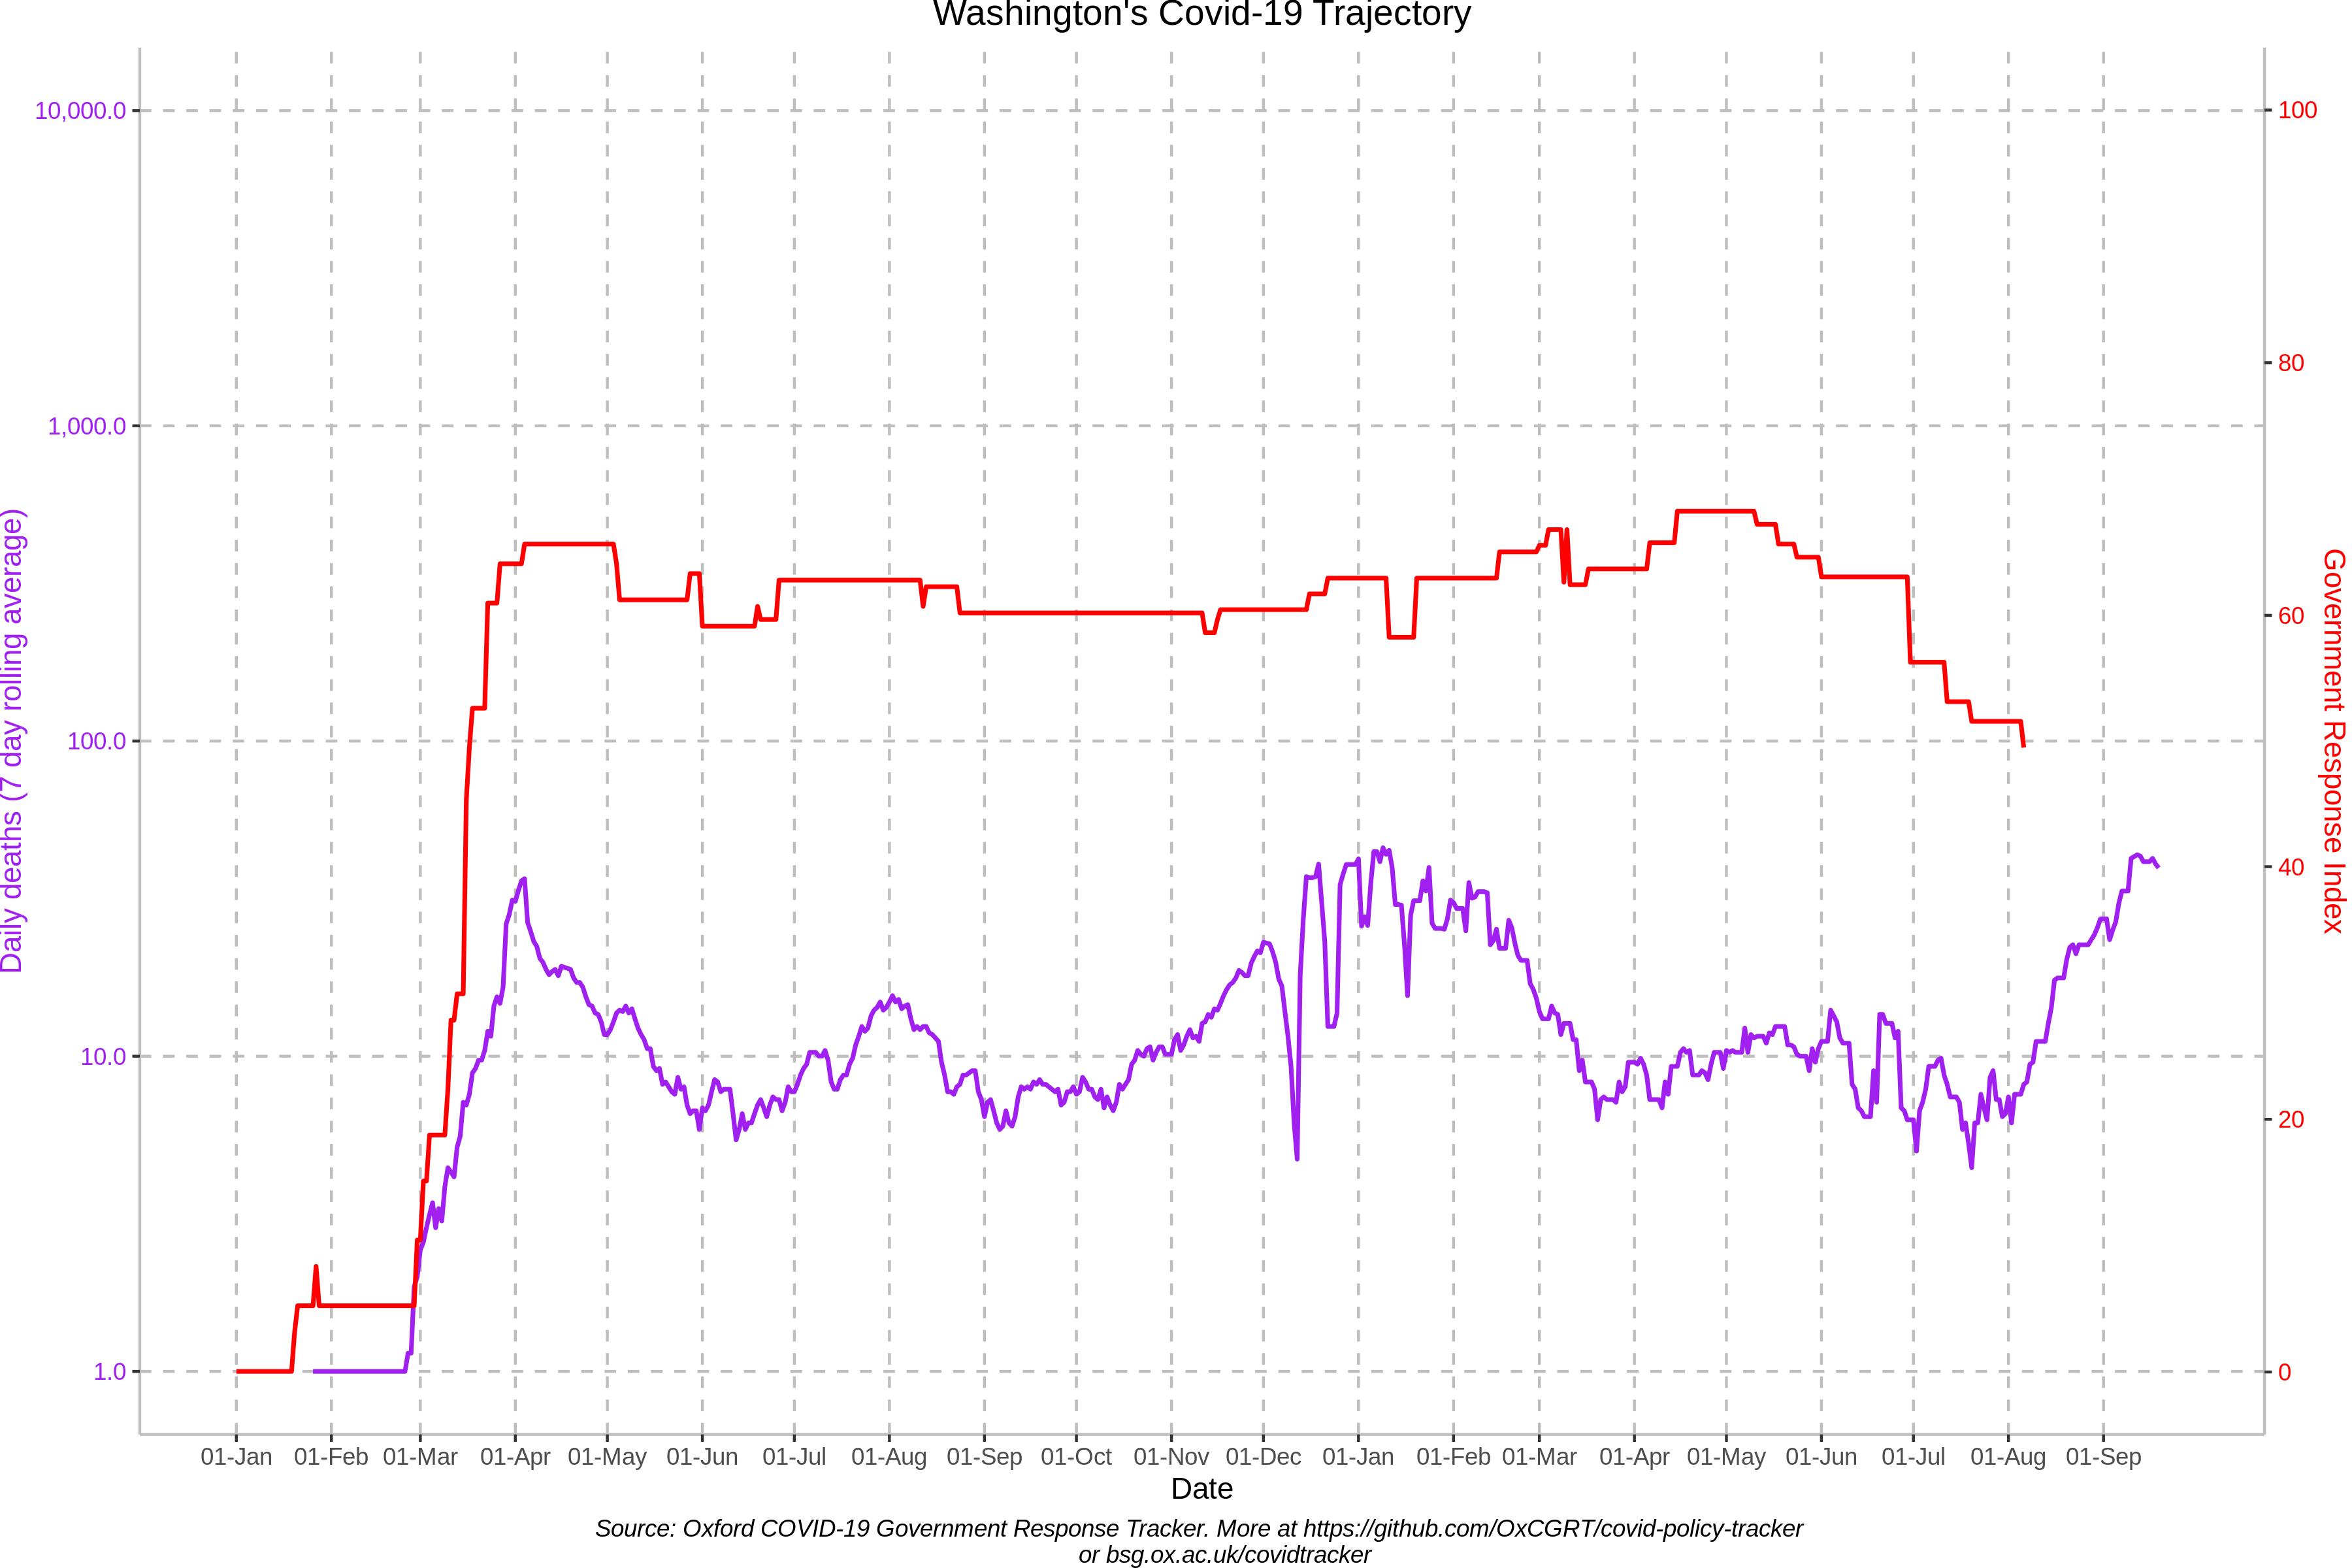 Washington's Covid-19 Trajectory
10,000.0
1,000.0
100.0
10.0
1.0
Daily deaths (7 day rolling average)
100
80
60
40
20
0
Government Response Index
01-Jan 01-Feb 01-Mar 01-Apr 01-May 01-Jun 01-Jul 01-Aug 01-Sep 01-Oct 01-Nov 01-Dec 01-Jan 01-Feb 01-Mar 01-Apr 01-May 01-Jun 01-Jul 01-Aug 01-Sep
Date
Source: Oxford COVID-19 Government Response Tracker. More at https://github.com/OxCGRT/covid-policy-tracker
or bsg.ox.ac.uk/covidtracker